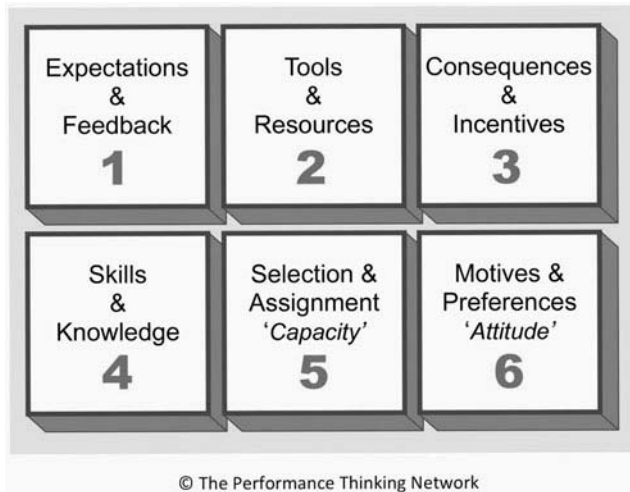 Expectations
&
Feedback
1
Tools
&
Resources
2
Consequences
&
Incentives
3
Skills
&
Knowledge
4
Selection &
Assignment
‘Capacity’
5
Motives &
Preferences
‘Attitude’
6
© The Performance Thinking Network